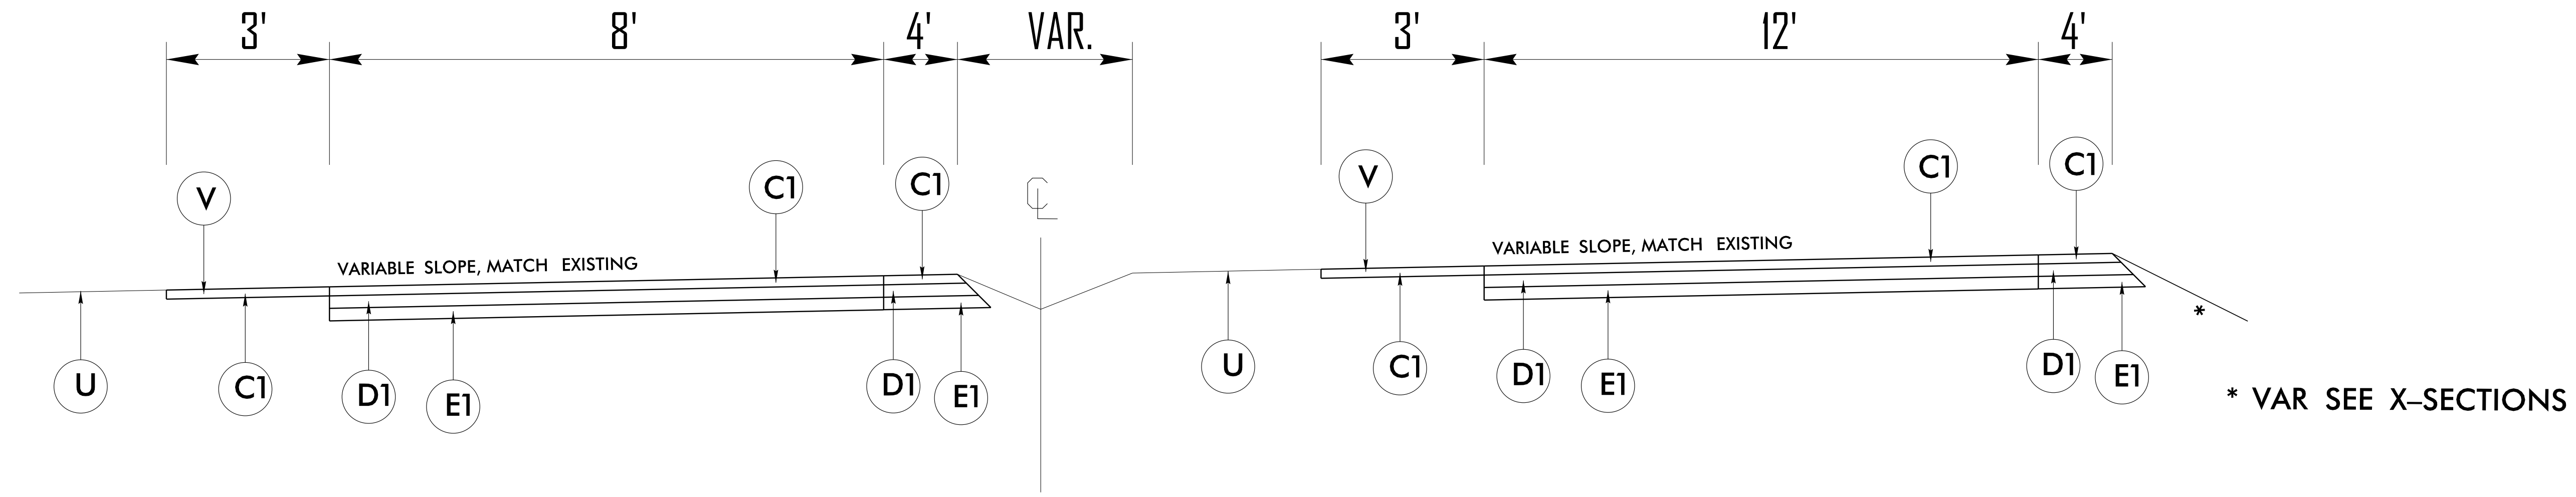 3' 8' 4' VAR. 3' 12' 4'
V C1 C1 V C1 C1
CL
VARIABLE SLOPE, MATCH EXISTING
VARIABLE SLOPE, MATCH EXISTING
*
U C1 D1 E1 D1 E1 U C1 D1 E1 D1 E1
* VAR SEE X-SECTIONS